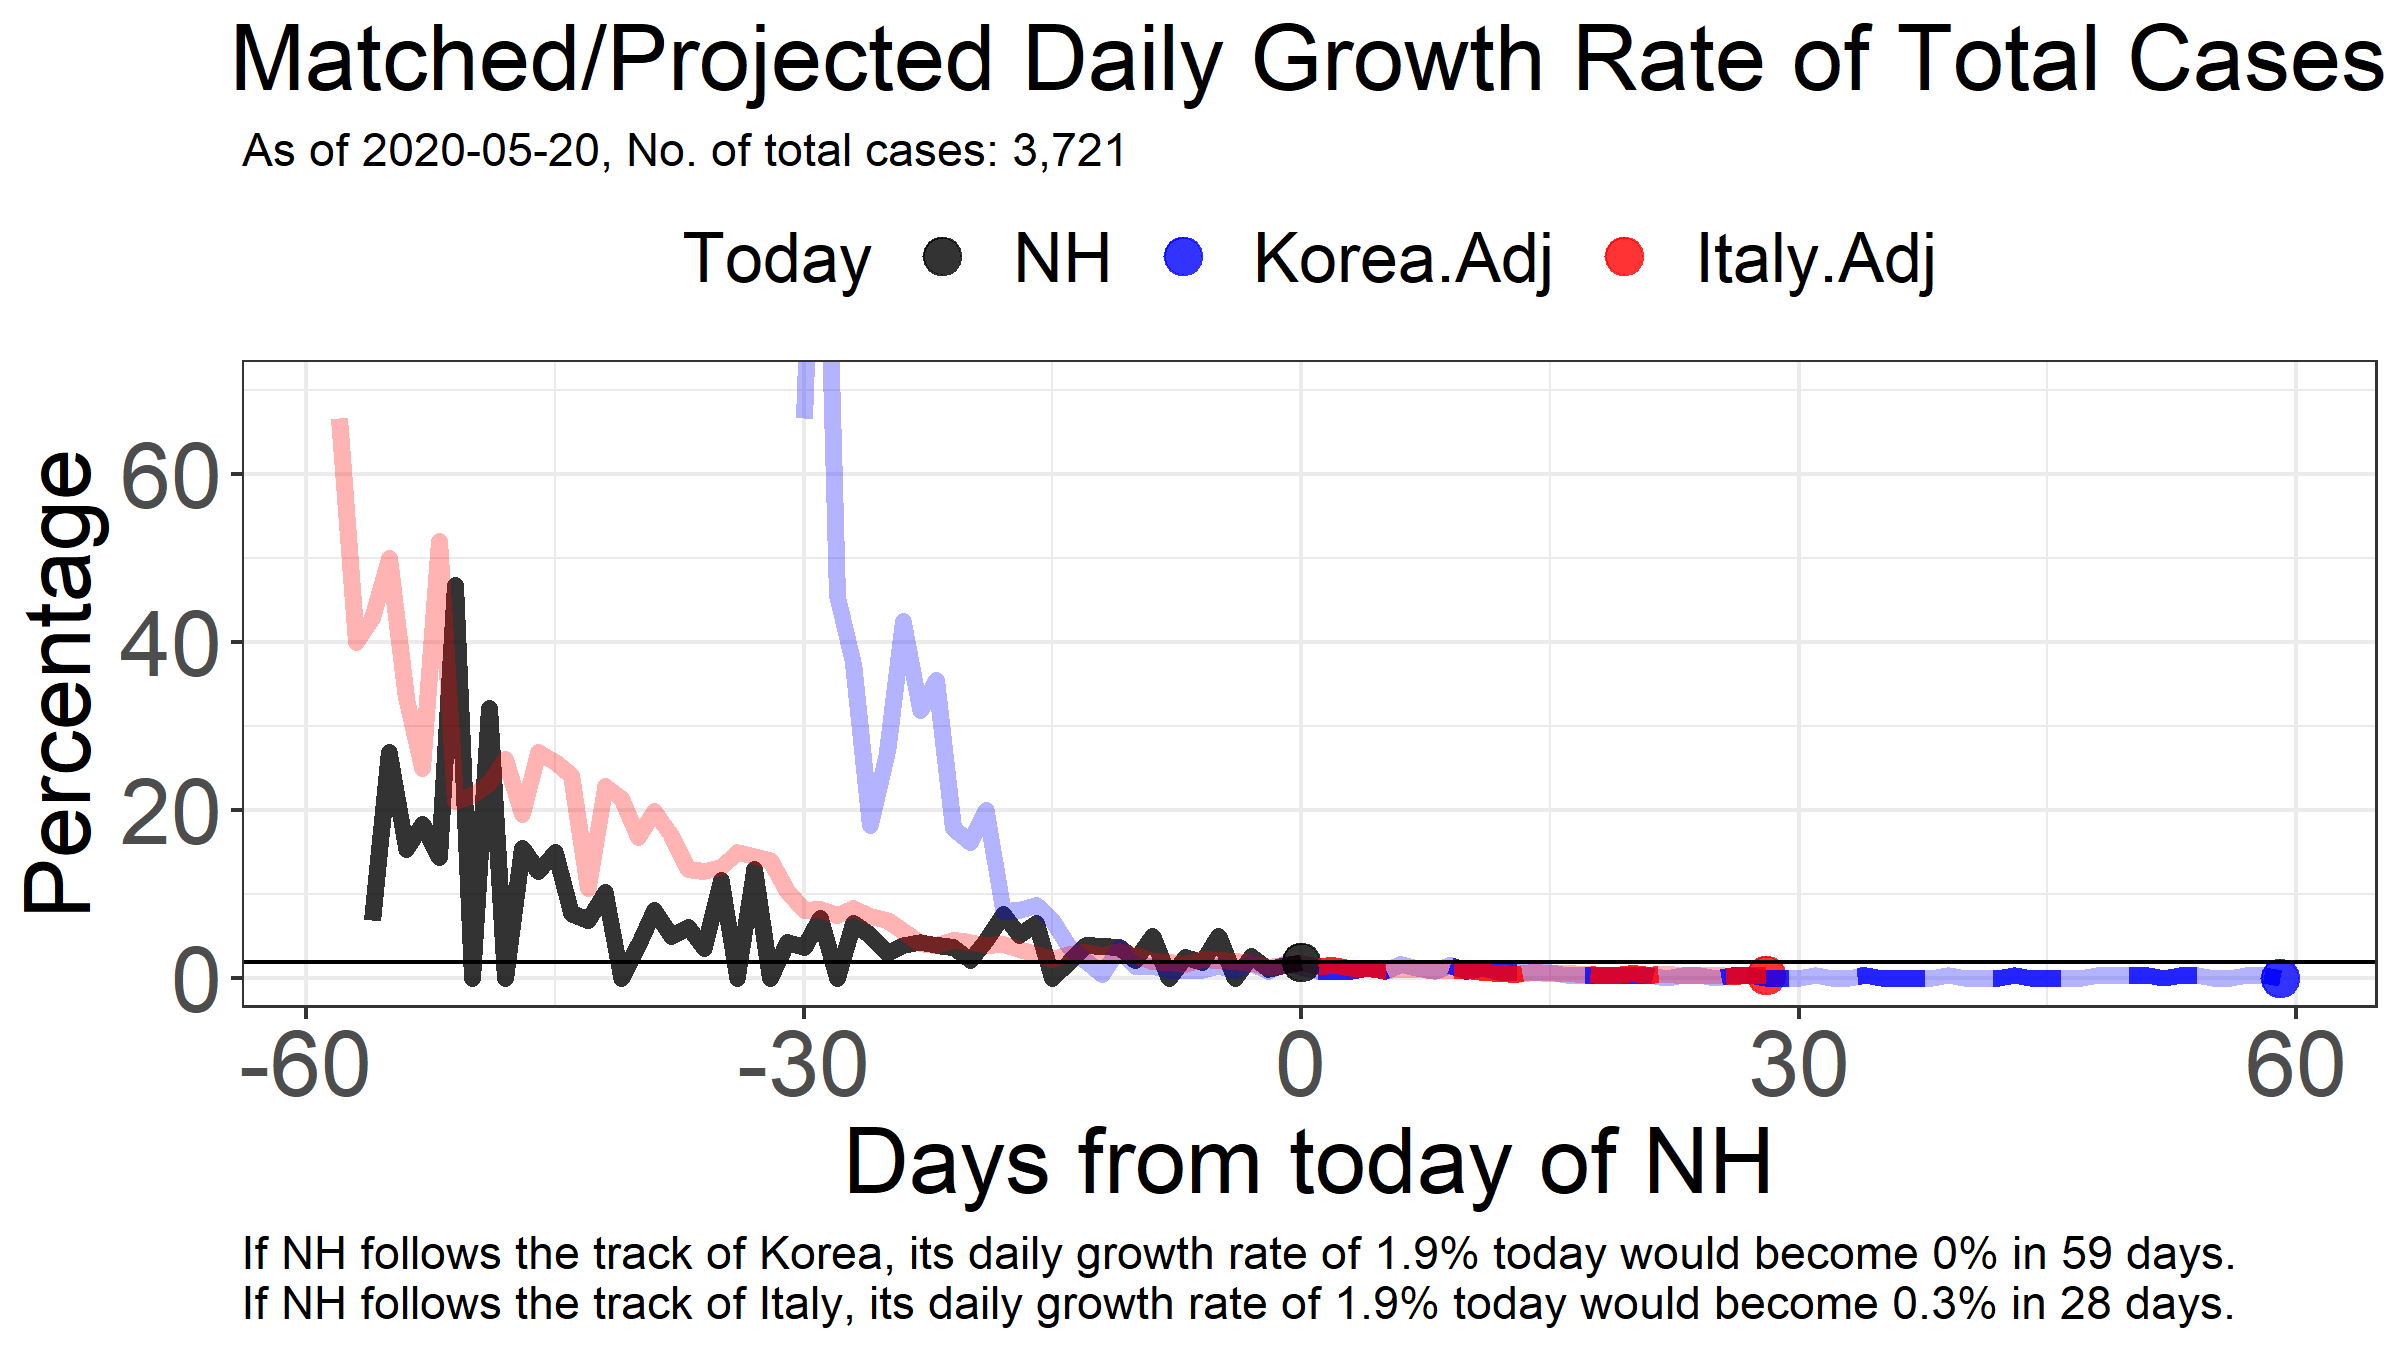 Matched/Projected Daily Growth Rate of Total Cases
As of 2020-05-20, No. of total cases: 3,721
Today NH Korea.Adj Italy.Adj
Percentage
60
40
20
0
-60 -30 0 30 60
Days from today of NH
If NH follows the track of Korea, its daily growth rate of 1.9% today would become 0% in 59 days.
If NH follows the track of Italy, its daily growth rate of 1.9% today would become 0.3% in 28 days.